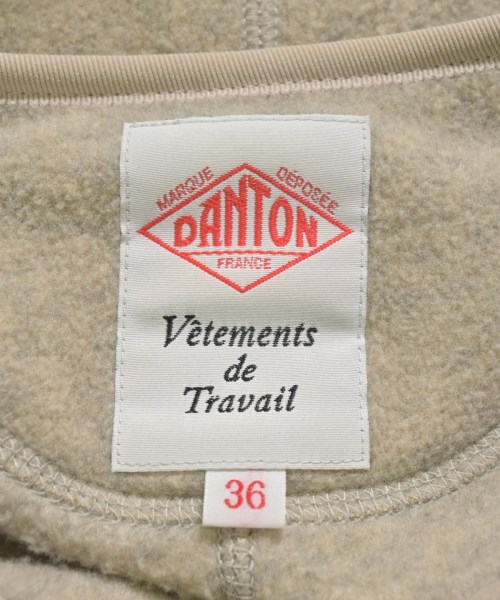 MARQUE DÉPOSÉE
DANTON
FRANCE
Vêtements
de
Travail
36